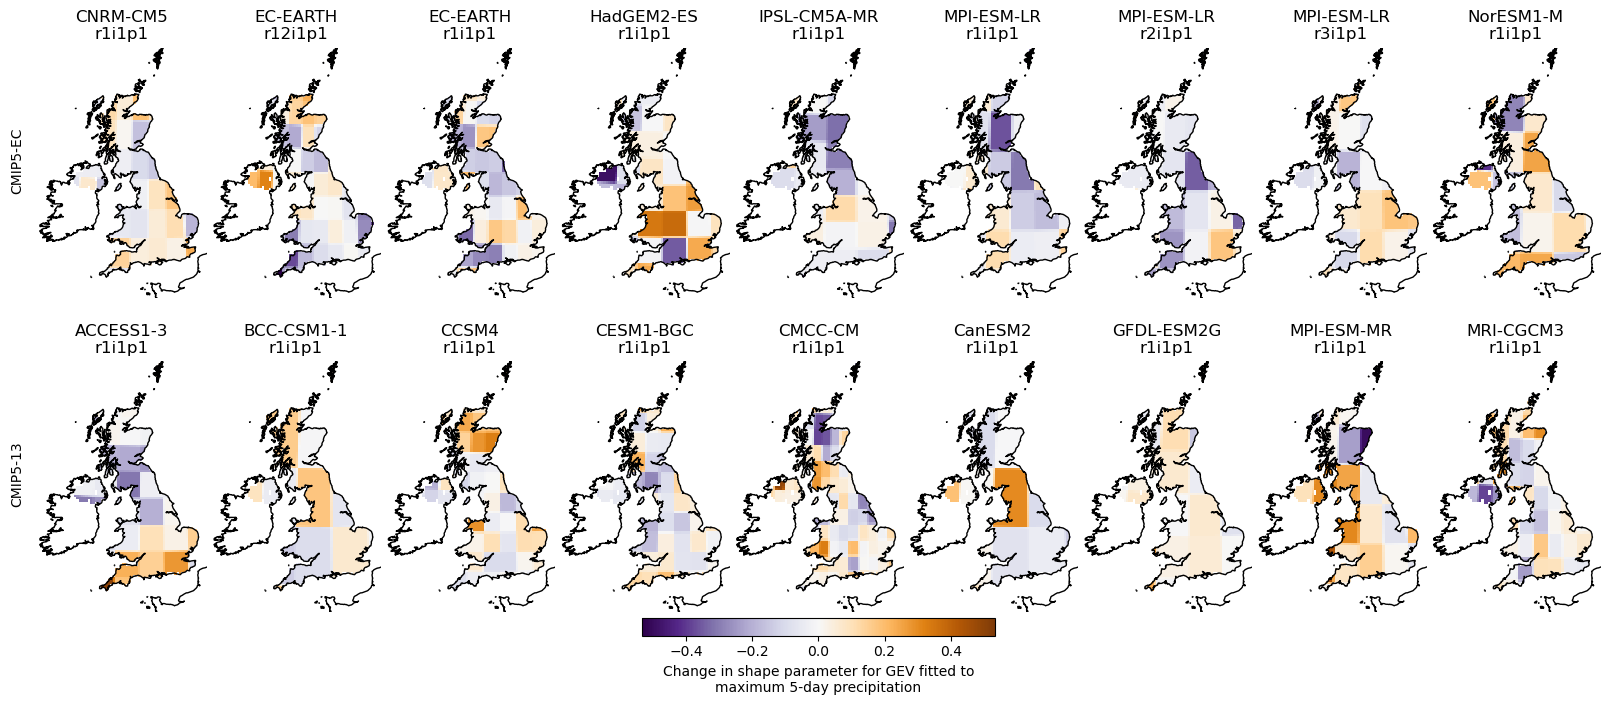 CNRM-CM5 EC-EARTH EC-EARTH HadGEM2-ES IPSL-CM5A-MR MPI-ESM-LR MPI-ESM-LR MPI-ESM-LR NorESM1-M
r1i1p1 r12i1p1 r1i1p1 r1i1p1 r1i1p1 r1i1p1 r2i1p1 r3i1p1 r1i1p1
CMIP5-EC
ACCESS1-3 BCC-CSM1-1 CCSM4 CESM1-BGC CMCC-CM CanESM2 GFDL-ESM2G MPI-ESM-MR MRI-CGCM3
r1i1p1 r1i1p1 r1i1p1 r1i1p1 r1i1p1 r1i1p1 r1i1p1 r1i1p1 r1i1p1
CMIP5-13
−0.4 −0.2 0.0 0.2 0.4
Change in shape parameter for GEV fitted to
maximum 5-day precipitation